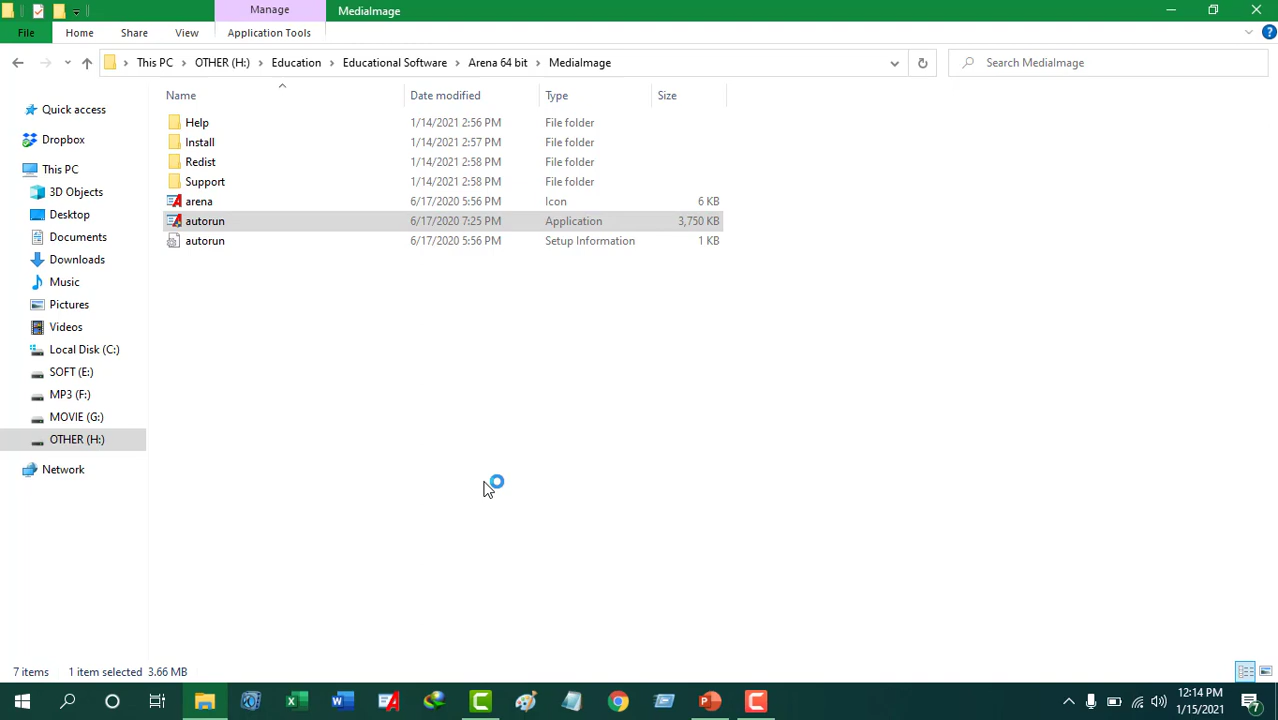 Manage
MediaImage
File
Home
Share
View
Application Tools
This PC
OTHER (H:)
Education
Educational Software
Arena 64 bit
MediaImage
Search MediaImage
Name
Date modified
Type
Size
Help
1/14/2021 2:56 PM
File folder
Install
1/14/2021 2:57 PM
File folder
Redist
1/14/2021 2:58 PM
File folder
Support
1/14/2021 2:58 PM
File folder
arena
6/17/2020 5:56 PM
Icon
6 KB
autorun
6/17/2020 7:25 PM
Application
3,750 KB
autorun
6/17/2020 5:56 PM
Setup Information
1 KB
Quick access
Dropbox
This PC
3D Objects
Desktop
Documents
Downloads
Music
Pictures
Videos
Local Disk (C:)
SOFT (E:)
MP3 (F:)
MOVIE (G:)
OTHER (H:)
Network
7 items
1 item selected 3.66 MB
12:14 PM
1/15/2021
7